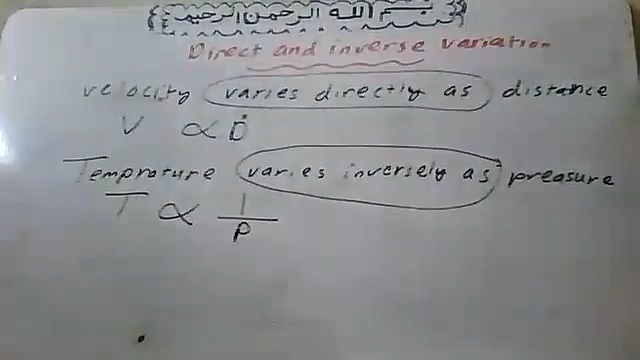 بسم الله الرحمن الرحيم
Direct and inverse variation
velocity varies directly as distance
V ∝ D
Temprature varies inversely as preasure
T ∝ 1/P